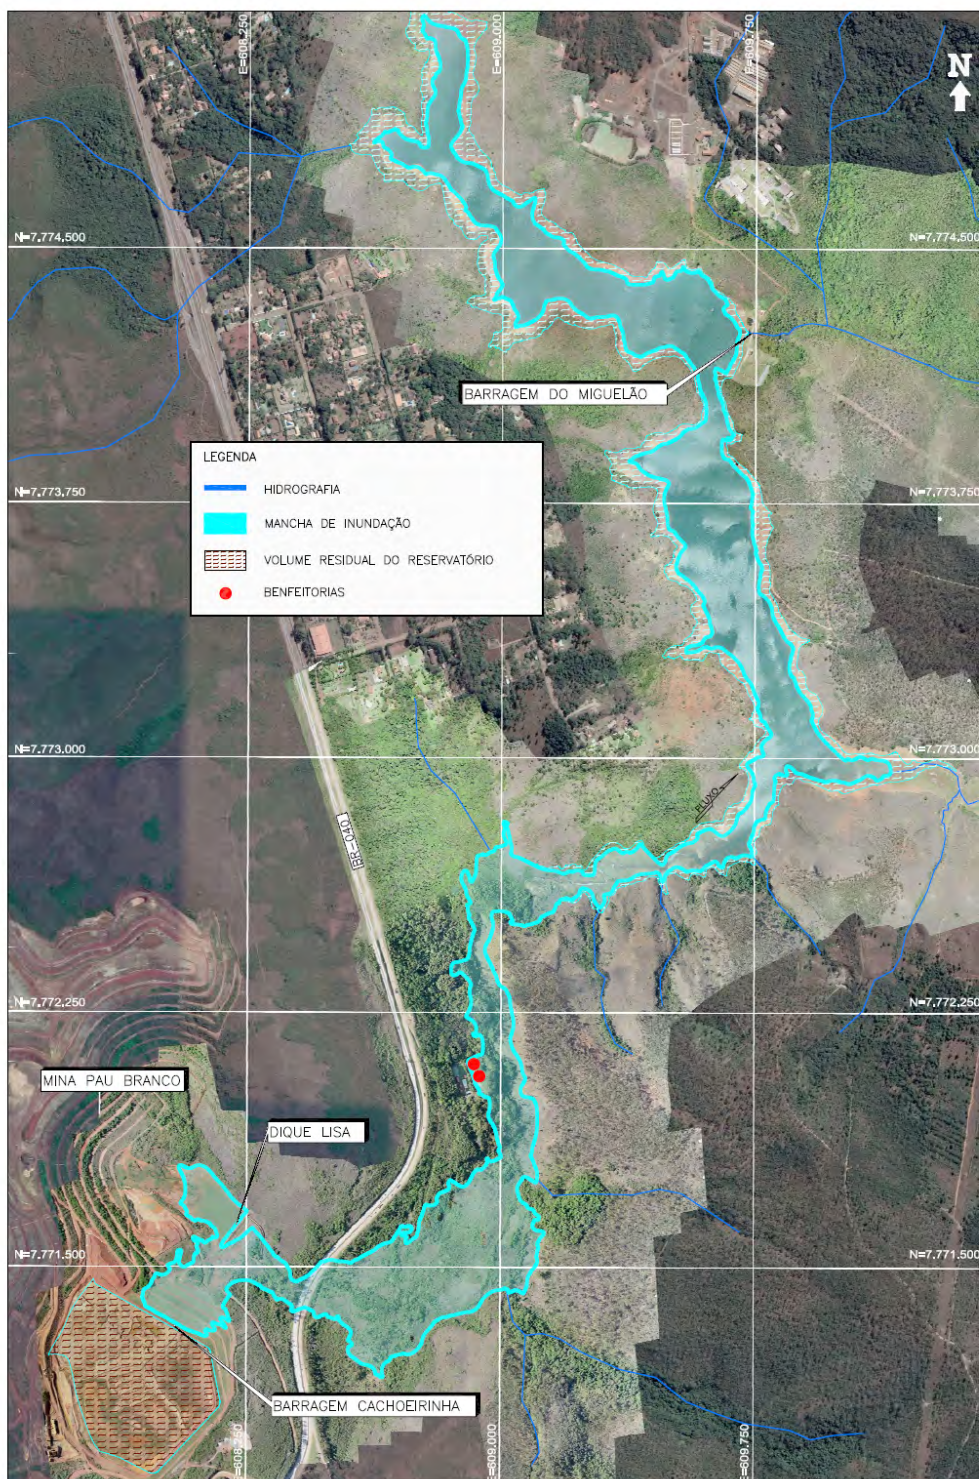 E=608.250
E=609.000
E=609.750
N
N=7.774.500
N=7.774.500
BARRAGEM DO MIGUELÃO
LEGENDA
HIDROGRAFIA
MANCHA DE INUNDAÇÃO
VOLUME RESIDUAL DO RESERVATÓRIO
BENFEITORIAS
N=7.773.750
N=7.773.750
N=7.773.000
N=7.773.000
FLUXO
BR-040
N=7.772.250
N=7.772.250
MINA PAU BRANCO
DIQUE LISA
N=7.771.500
N=7.771.500
BARRAGEM CACHOEIRINHA
E=608.250
E=609.000
E=609.750